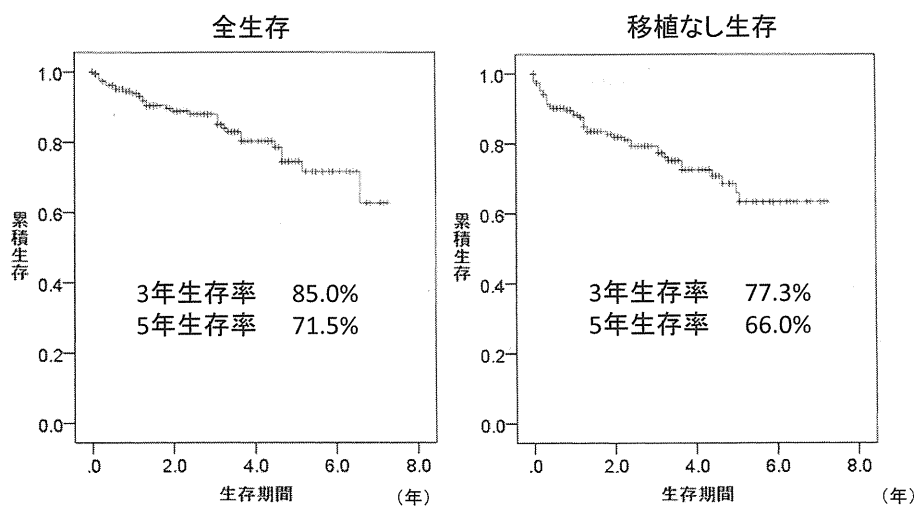 全生存
1.0
0.8
0.6
0.4
0.2
0.0
累積生存
3年生存率 85.0%
5年生存率 71.5%
.0 2.0 4.0 6.0 8.0
生存期間 (年)
移植なし生存
1.0
0.8
0.6
0.4
0.2
0.0
累積生存
3年生存率 77.3%
5年生存率 66.0%
.0 2.0 4.0 6.0 8.0
生存期間 (年)